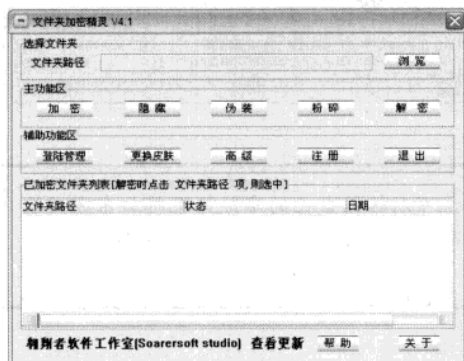 文件夹加密精灵 V4.1
选择文件夹
文件夹路径 浏览
主功能区
加密 隐藏 伪装 粉碎 解密
辅助功能区
登陆管理 更换皮肤 高级 注册 退出
已加密文件夹列表[解密时点击 文件夹路径 项,则选中]
文件夹路径 状态 日期
翱翔者软件工作室[Soarersoft studio] 查看更新 帮助 关于